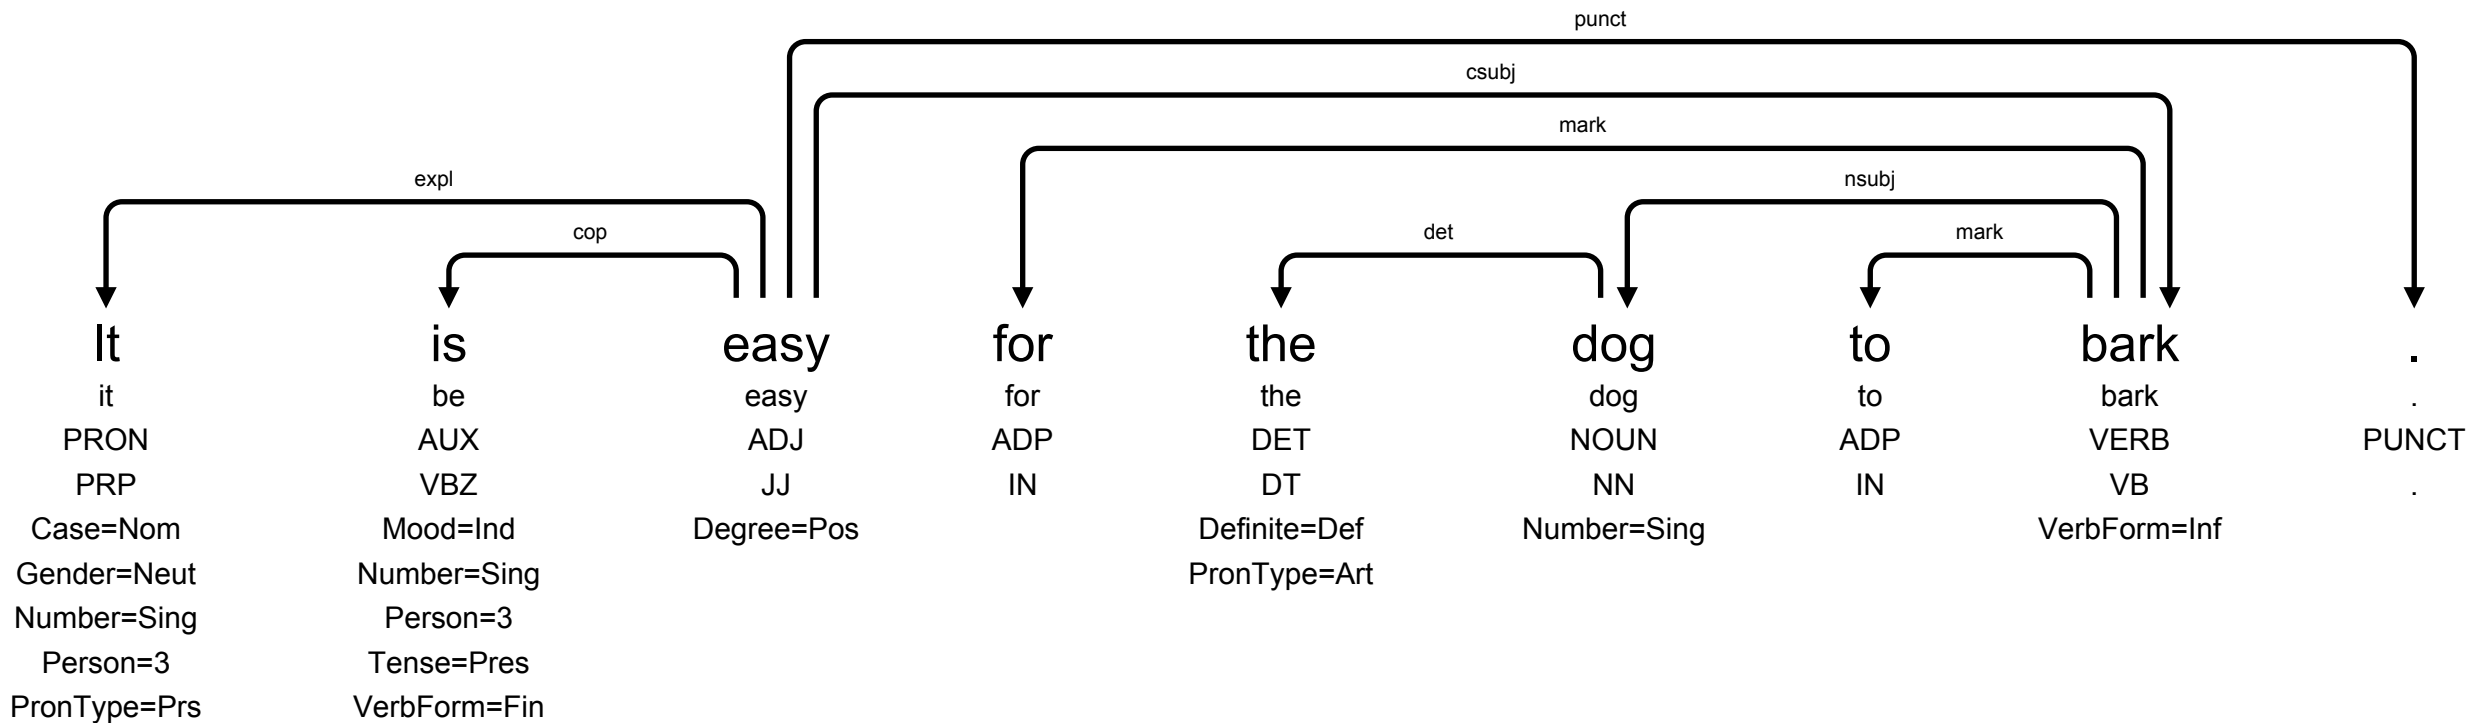 punct
csubj
mark
expl nsubj
cop det mark
It is easy for the dog to bark .
it be easy for the dog to bark .
PRON AUX ADJ ADP DET NOUN ADP VERB PUNCT
PRP VBZ JJ IN DT NN IN VB .
Case=Nom Mood=Ind Degree=Pos Definite=Def Number=Sing VerbForm=Inf
Gender=Neut Number=Sing PronType=Art
Number=Sing Person=3
Person=3 Tense=Pres
PronType=Prs VerbForm=Fin